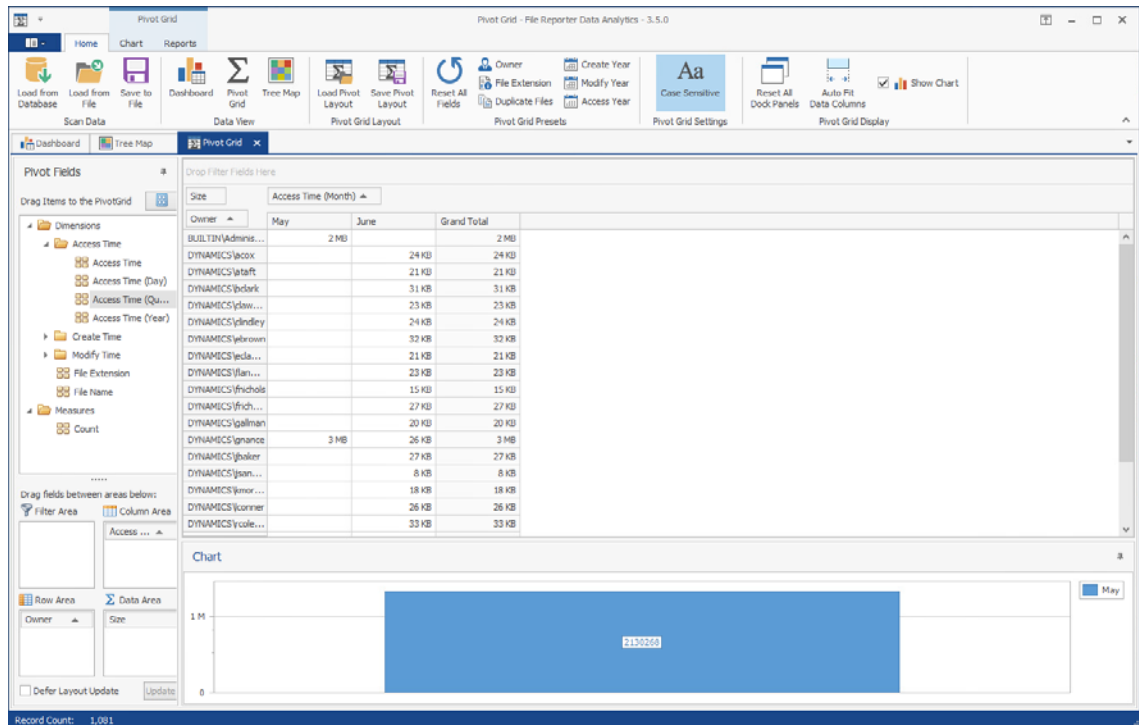 Pivot Grid
Pivot Grid - File Reporter Data Analytics - 3.5.0
Home Chart Reports
Load from Database
Load from File
Save to File
Dashboard
Pivot Grid
Tree Map
Load Pivot Layout
Save Pivot Layout
Reset All Fields
Owner
File Extension
Duplicate Files
Create Year
Modify Year
Access Year
Aa
Case Sensitive
Reset All Dock Panels
Auto Fit Data Columns
Show Chart
Scan Data
Data View
Pivot Grid Layout
Pivot Grid Presets
Pivot Grid Settings
Pivot Grid Display
Dashboard
Tree Map
Pivot Grid
Pivot Fields
Drag Items to the PivotGrid
Dimensions
Access Time
Access Time
Access Time (Day)
Access Time (Qu...
Access Time (Year)
Create Time
Modify Time
File Extension
File Name
Measures
Count
Drag fields between areas below:
Filter Area
Column Area
Access ...
Row Area
Data Area
Owner
Size
Defer Layout Update
Update
Drop Filter Fields Here
Size
Access Time (Month)
Owner May June Grand Total
BUILTIN\Adminis... 2 MB 2 MB
DYNAMICS\acox 24 KB 24 KB
DYNAMICS\ataft 21 KB 21 KB
DYNAMICS\bclark 31 KB 31 KB
DYNAMICS\claw... 23 KB 23 KB
DYNAMICS\clindley 24 KB 24 KB
DYNAMICS\ebrown 32 KB 32 KB
DYNAMICS\ecla... 21 KB 21 KB
DYNAMICS\flan... 23 KB 23 KB
DYNAMICS\fnichols 15 KB 15 KB
DYNAMICS\frich... 27 KB 27 KB
DYNAMICS\gallman 20 KB 20 KB
DYNAMICS\gnance 3 MB 26 KB 3 MB
DYNAMICS\jbaker 27 KB 27 KB
DYNAMICS\jsan... 8 KB 8 KB
DYNAMICS\kmor... 18 KB 18 KB
DYNAMICS\lconner 26 KB 26 KB
DYNAMICS\rcole... 33 KB 33 KB
Chart
May
1 M
2130268
0
Record Count: 1,081